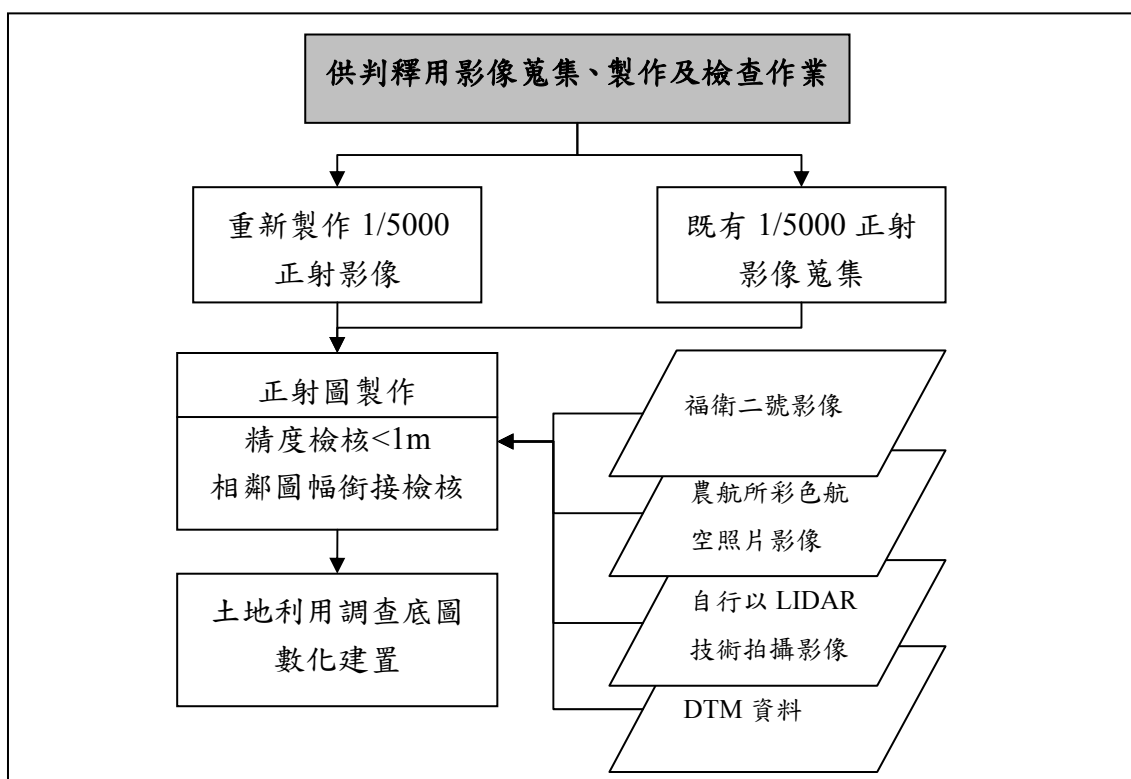 供判釋用影像蒐集、製作及檢查作業
重新製作 1/5000
正射影像
既有 1/5000 正射
影像蒐集
正射圖製作
精度檢核<1m
相鄰圖幅銜接檢核
土地利用調查底圖
數化建置
福衛二號影像
農航所彩色航
空照片影像
自行以 LIDAR
技術拍攝影像
DTM 資料